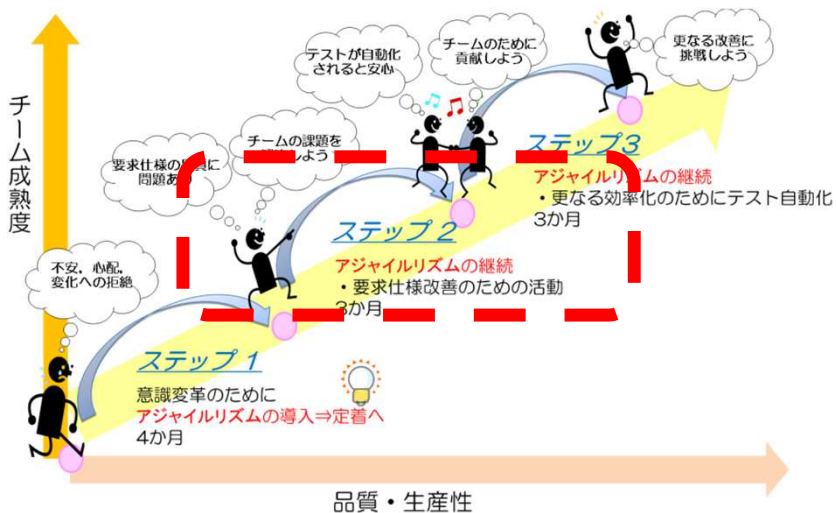 チーム成熟度
テストが自動化
されると安心
チームのために
貢献しよう
更なる改善に
挑戦しよう
チームの課題を
しよう
要求仕様の
問題あ
不安，心配，
変化への拒絶
ステップ3
アジャイルリズムの継続
・更なる効率化のためにテスト自動化
3か月
ステップ2
アジャイルリズムの継続
・要求仕様改善のための活動
3か月
ステップ1
意識変革のために
アジャイルリズムの導入⇒定着へ
4か月
品質・生産性